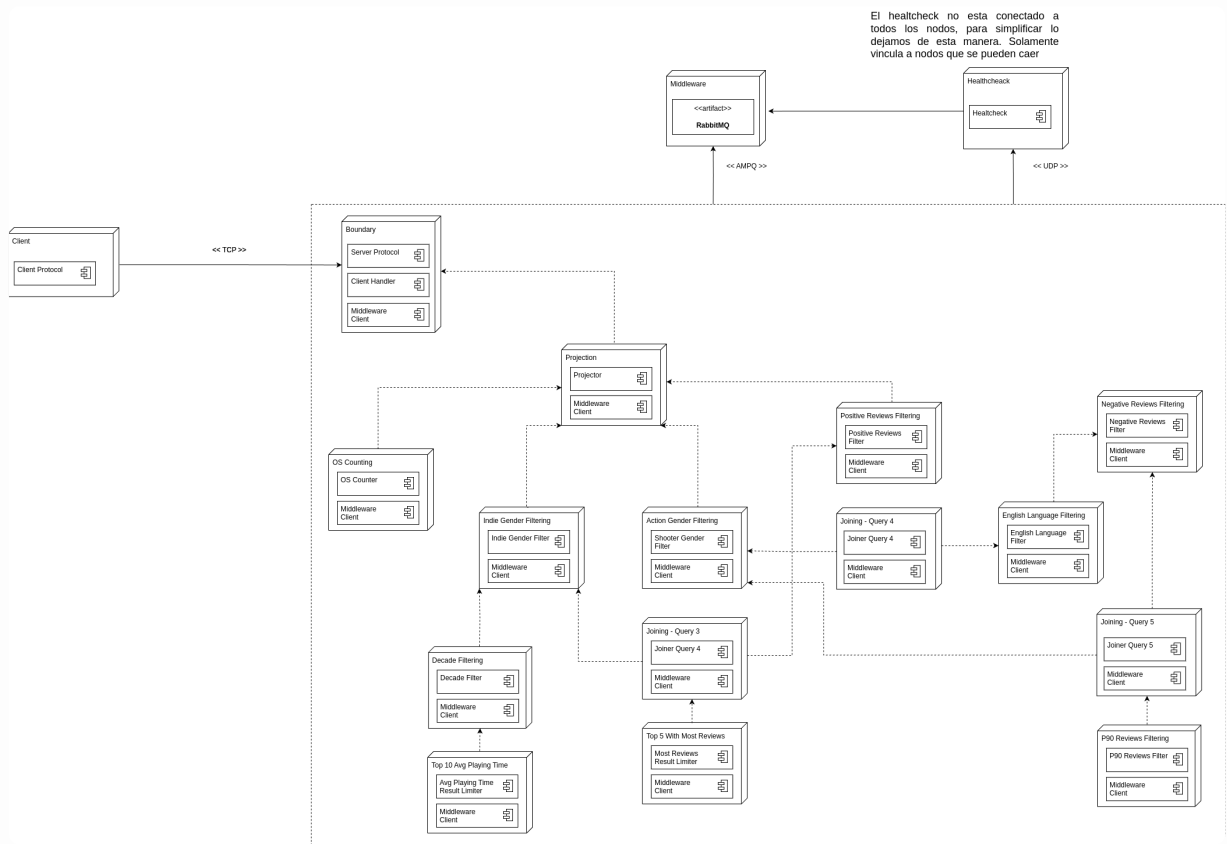 El healtcheck no esta conectado a
todos los nodos, para simplificar lo
dejamos de esta manera. Solamente
vincula a nodos que se pueden caer
Middleware
<<artifact>>
RabbitMQ
Healthcheack
Healtcheck
<< AMPQ >>
<< UDP >>
Client
Client Protocol
<< TCP >>
Boundary
Server Protocol
Client Handler
Middleware
Client
Projection
Projector
Middleware
Client
OS Counting
OS Counter
Middleware
Client
Indie Gender Filtering
Indie Gender Filter
Middleware
Client
Action Gender Filtering
Shooter Gender
Filter
Middleware
Client
Positive Reviews Filtering
Positive Reviews
Filter
Middleware
Client
Joining - Query 4
Joiner Query 4
Middleware
Client
English Language Filtering
English Language
Filter
Middleware
Client
Negative Reviews Filtering
Negative Reviews
Filter
Middleware
Client
Decade Filtering
Decade Filter
Middleware
Client
Joining - Query 3
Joiner Query 4
Middleware
Client
Joining - Query 5
Joiner Query 5
Middleware
Client
Top 10 Avg Playing Time
Avg Playing Time
Result Limiter
Middleware
Client
Top 5 With Most Reviews
Most Reviews
Result Limiter
Middleware
Client
P90 Reviews Filtering
P90 Reviews Filter
Middleware
Client